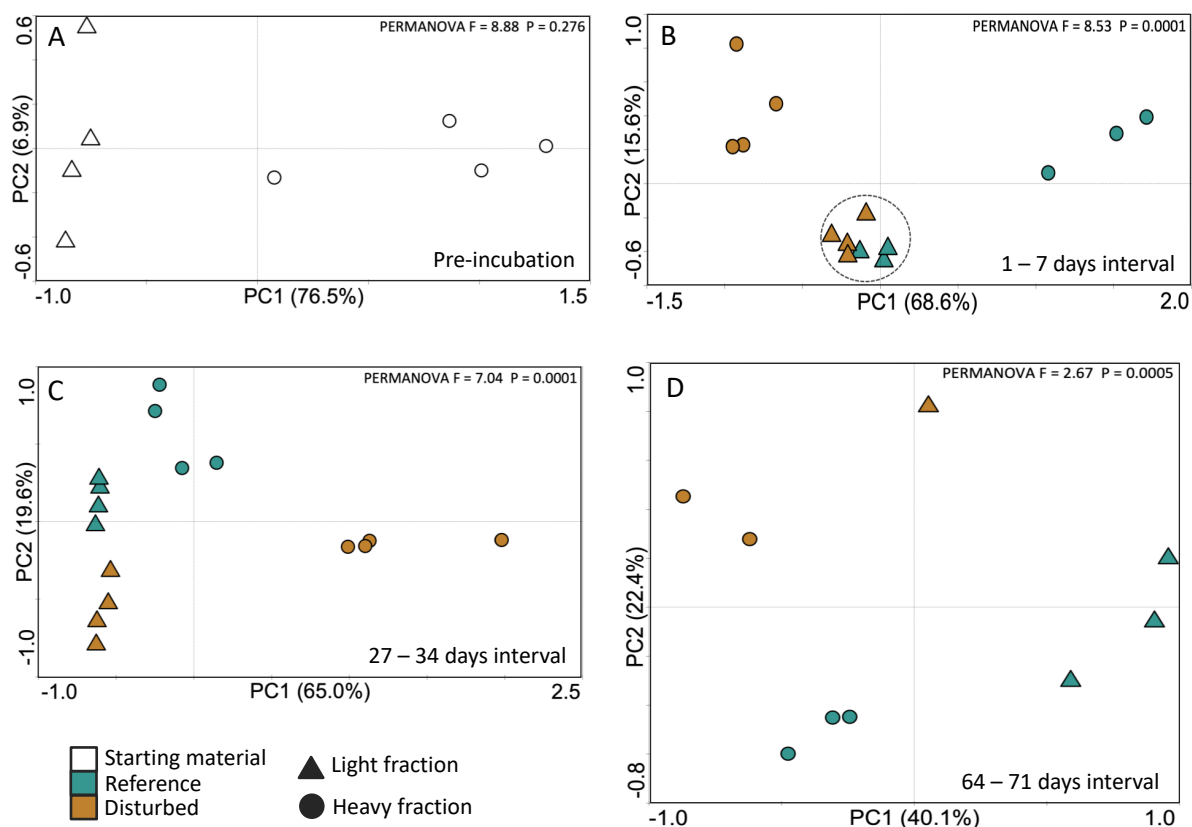 A
PERMANOVA F = 8.88 P = 0.276
0.6
PC2 (6.9%)
-0.6
Pre-incubation
-1.0
PC1 (76.5%)
1.5
B
PERMANOVA F = 8.53 P = 0.0001
1.0
PC2 (15.6%)
-0.6
1 – 7 days interval
-1.5
PC1 (68.6%)
2.0
C
PERMANOVA F = 7.04 P = 0.0001
1.0
PC2 (19.6%)
-1.0
27 – 34 days interval
-1.0
PC1 (65.0%)
2.5
D
PERMANOVA F = 2.67 P = 0.0005
1.0
PC2 (22.4%)
-0.8
64 – 71 days interval
-1.0
PC1 (40.1%)
1.0
Starting material
Reference
Disturbed
Light fraction
Heavy fraction